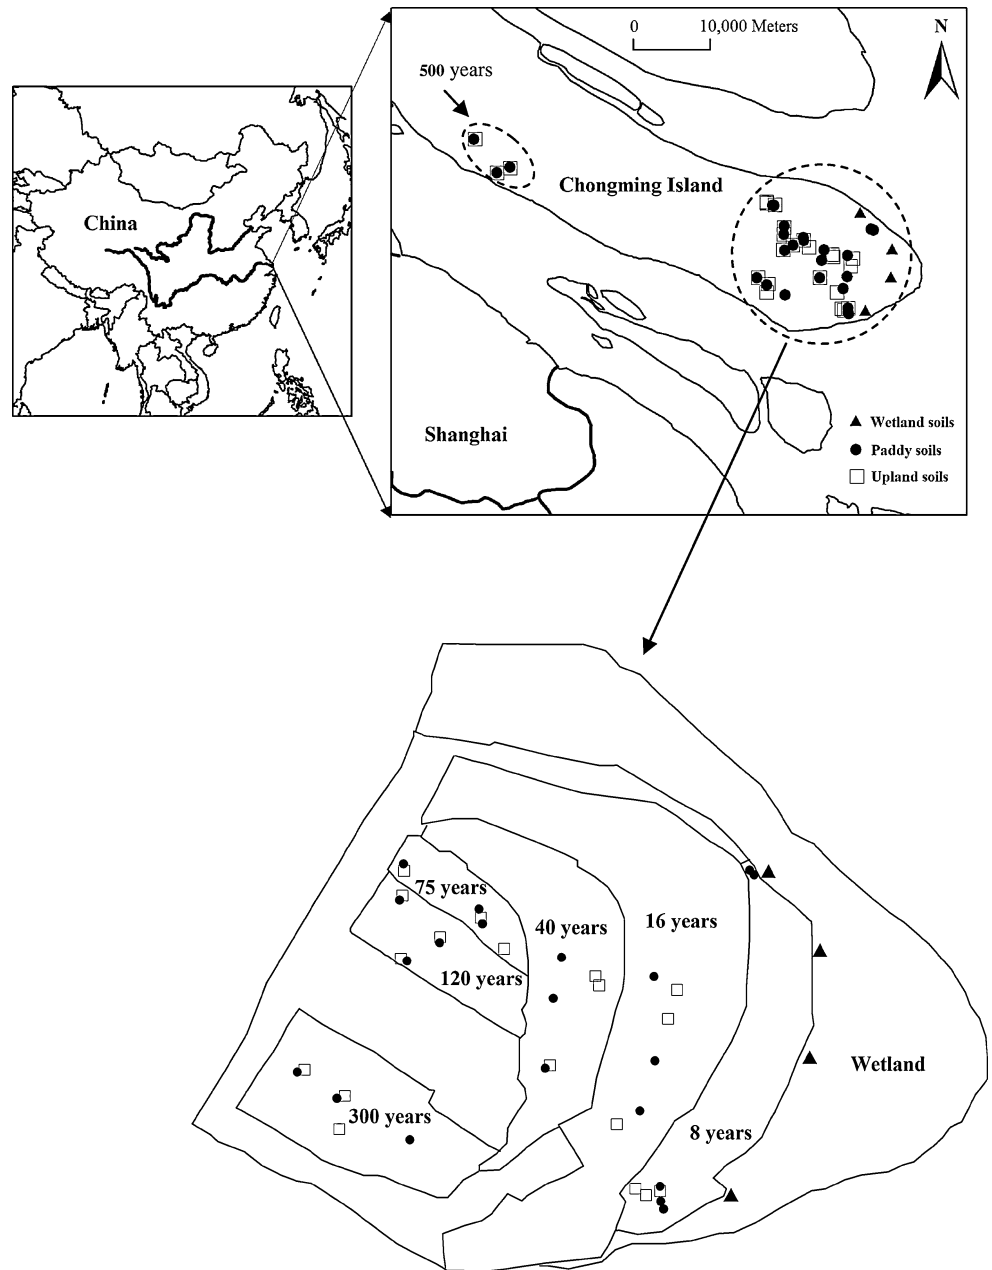 China
0 10,000 Meters
N
500 years
Chongming Island
Shanghai
Wetland soils
Paddy soils
Upland soils
75 years
40 years
16 years
120 years
Wetland
300 years
8 years